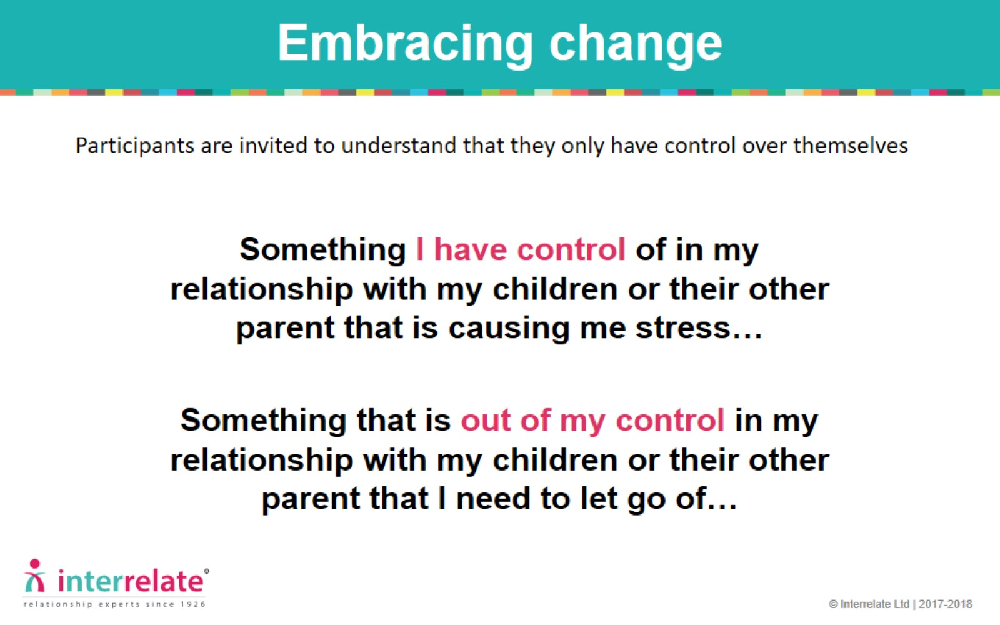 Embracing change
Participants are invited to understand that they only have control over themselves
Something I have control of in my
relationship with my children or their other
parent that is causing me stress…
Something that is out of my control in my
relationship with my children or their other
parent that I need to let go of…
interrelate®
relationship experts since 1926
© Interrelate Ltd | 2017-2018